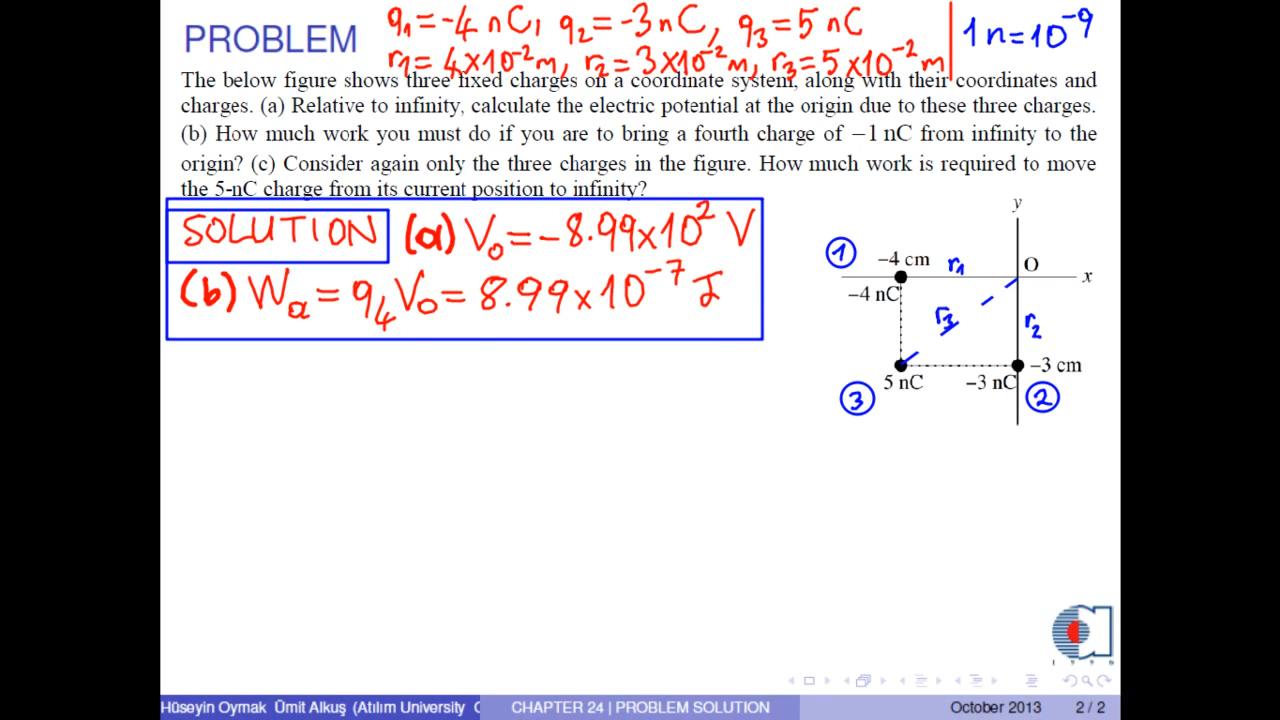 PROBLEM
q₁ = -4 nC, q₂ = -3 nC, q₃ = 5 nC
r₁ = 4×10⁻² m, r₂ = 3×10⁻² m, r₃ = 5×10⁻² m
1 n = 10⁻⁹
The below figure shows three fixed charges on a coordinate system, along with their coordinates and
charges. (a) Relative to infinity, calculate the electric potential at the origin due to these three charges.
(b) How much work you must do if you are to bring a fourth charge of −1 nC from infinity to the
origin? (c) Consider again only the three charges in the figure. How much work is required to move
the 5-nC charge from its current position to infinity?
SOLUTION (a) V₀ = -8.99×10² V
(b) Wₐ = q₄V₀ = 8.99×10⁻⁷ J
y
1 −4 cm r₁ O
x
−4 nC
r₃ r₂
−3 cm
5 nC −3 nC
3 2
1 9 9 6
Hüseyin Oymak Ümit Alkuş (Atılım University CHAPTER 24 | PROBLEM SOLUTION October 2013 2 / 2